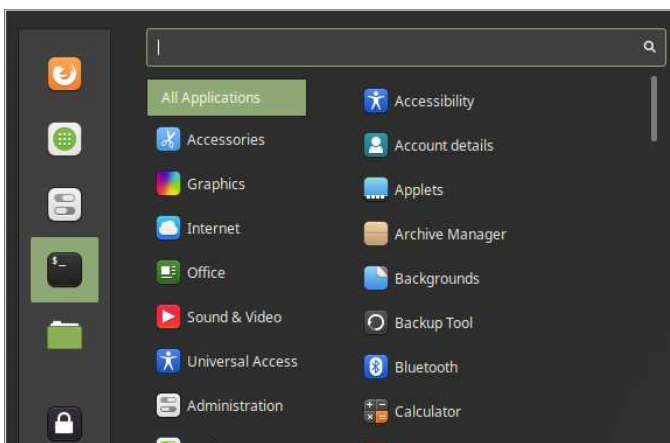 All Applications
Accessories
Graphics
Internet
Office
Sound & Video
Universal Access
Administration
Accessibility
Account details
Applets
Archive Manager
Backgrounds
Backup Tool
Bluetooth
Calculator
$_